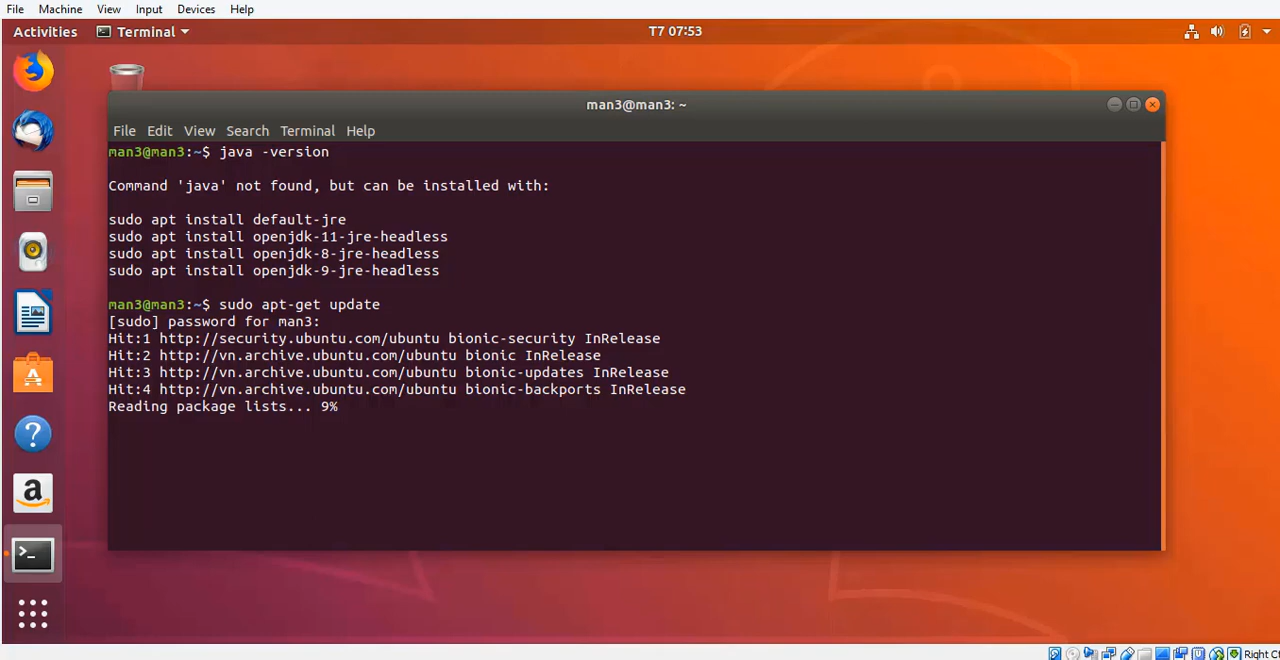 File Machine View Input Devices Help
Activities Terminal T7 07:53
man3@man3: ~
File Edit View Search Terminal Help
man3@man3:~$ java -version
Command 'java' not found, but can be installed with:
sudo apt install default-jre
sudo apt install openjdk-11-jre-headless
sudo apt install openjdk-8-jre-headless
sudo apt install openjdk-9-jre-headless
man3@man3:~$ sudo apt-get update
[sudo] password for man3:
Hit:1 http://security.ubuntu.com/ubuntu bionic-security InRelease
Hit:2 http://vn.archive.ubuntu.com/ubuntu bionic InRelease
Hit:3 http://vn.archive.ubuntu.com/ubuntu bionic-updates InRelease
Hit:4 http://vn.archive.ubuntu.com/ubuntu bionic-backports InRelease
Reading package lists... 9%
Right Ct